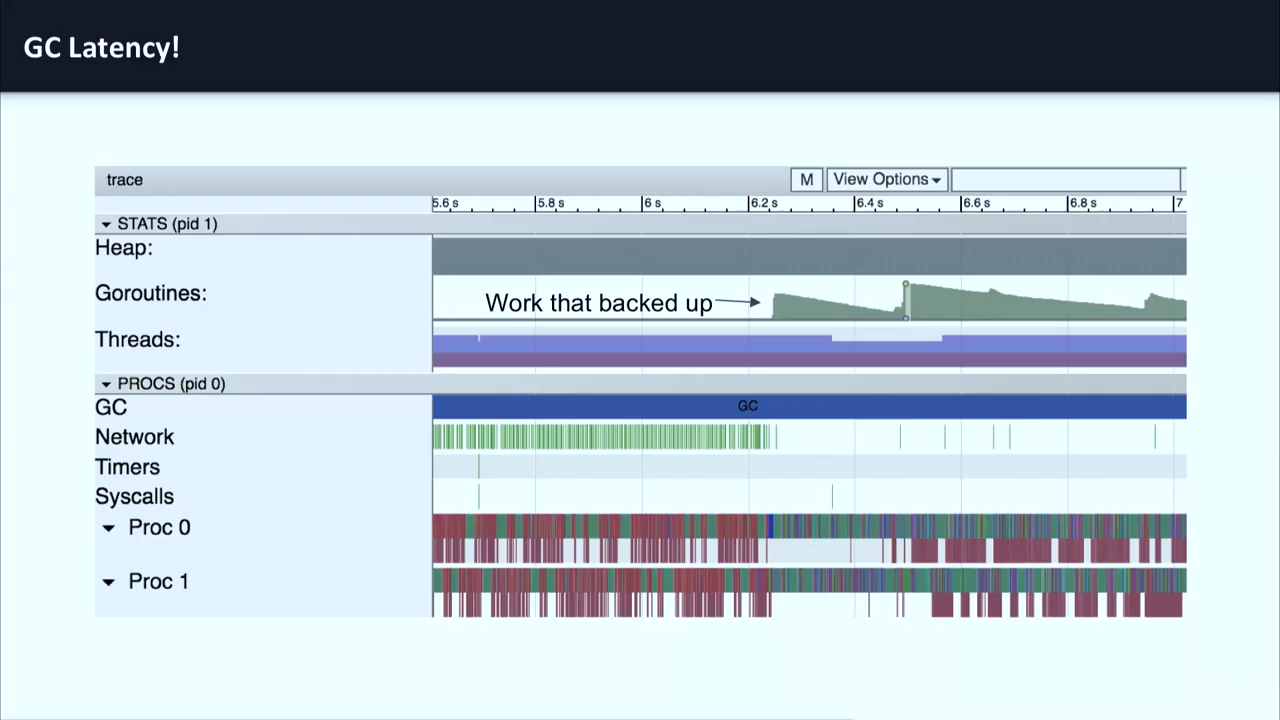 GC Latency!
trace
M
View Options
5.6 s 5.8 s 6 s 6.2 s 6.4 s 6.6 s 6.8 s 7
STATS (pid 1)
Heap:
Goroutines:
Work that backed up
Threads:
PROCS (pid 0)
GC
GC
Network
Timers
Syscalls
Proc 0
Proc 1